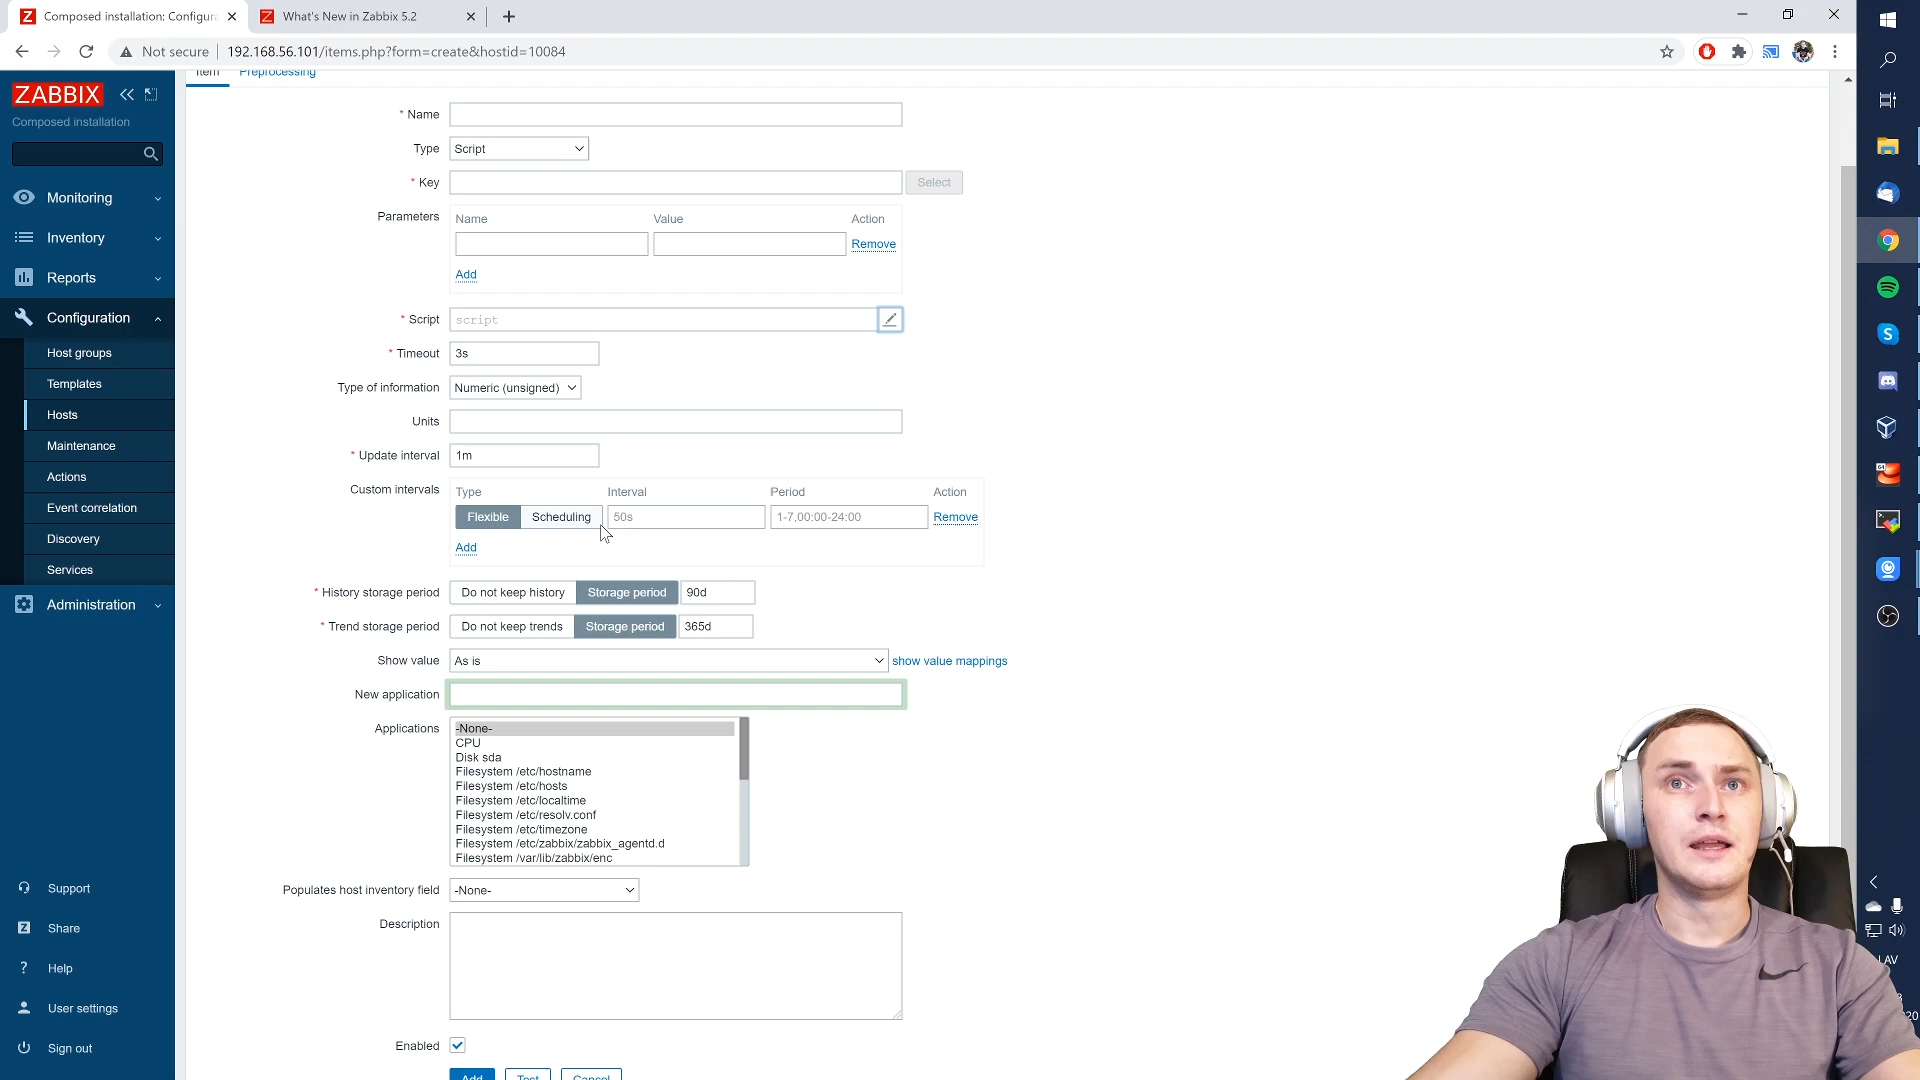 Composed installation: Configura
What's New in Zabbix 5.2
Not secure
192.168.56.101/items.php?form=create&hostid=10084
Item
Preprocessing
ZABBIX
Composed installation
Monitoring
Inventory
Reports
Configuration
Host groups
Templates
Hosts
Maintenance
Actions
Event correlation
Discovery
Services
Administration
Support
Share
Help
User settings
Sign out
* Name
Type Script
* Key Select
Parameters Name Value Action
Remove
Add
* Script script
* Timeout 3s
Type of information Numeric (unsigned)
Units
* Update interval 1m
Custom intervals Type Interval Period Action
Flexible Scheduling 50s 1-7,00:00-24:00 Remove
Add
* History storage period Do not keep history Storage period 90d
* Trend storage period Do not keep trends Storage period 365d
Show value As is show value mappings
New application
Applications -None-
CPU
Disk sda
Filesystem /etc/hostname
Filesystem /etc/hosts
Filesystem /etc/localtime
Filesystem /etc/resolv.conf
Filesystem /etc/timezone
Filesystem /etc/zabbix/zabbix_agentd.d
Filesystem /var/lib/zabbix/enc
Populates host inventory field -None-
Description
Enabled
Add Test Cancel
LAV